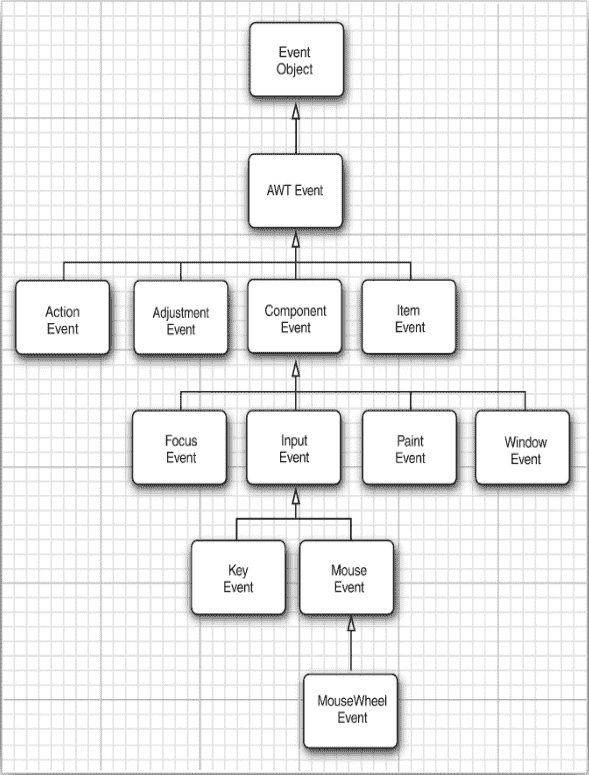 Event
Object
AWT Event
Action
Event
Adjustment
Event
Component
Event
Item
Event
Focus
Event
Input
Event
Paint
Event
Window
Event
Key
Event
Mouse
Event
MouseWheel
Event